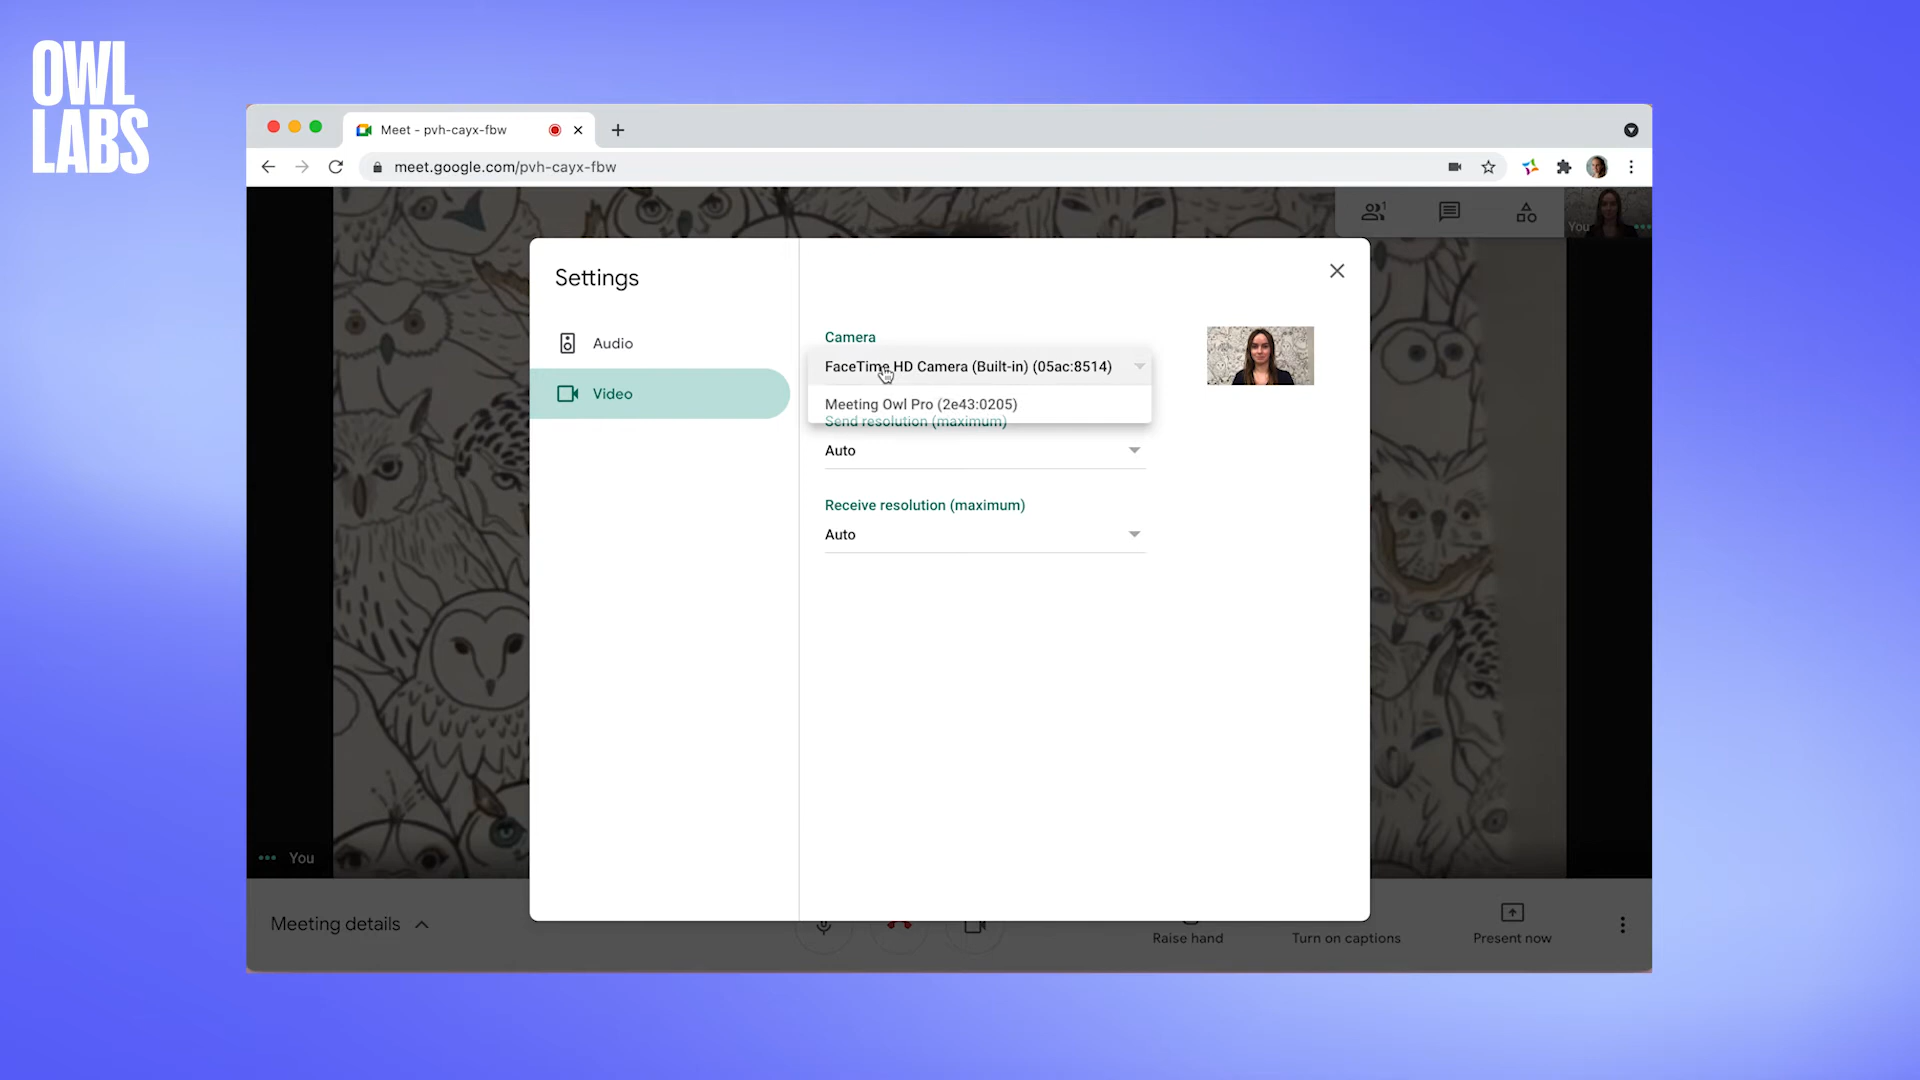 OWL
LABS
Meet - pvh-cayx-fbw
meet.google.com/pvh-cayx-fbw
You
Settings
Audio
Video
Camera
FaceTime HD Camera (Built-in) (05ac:8514)
Meeting Owl Pro (2e43:0205)
Send resolution (maximum)
Auto
Receive resolution (maximum)
Auto
You
Meeting details
Raise hand
Turn on captions
Present now
1